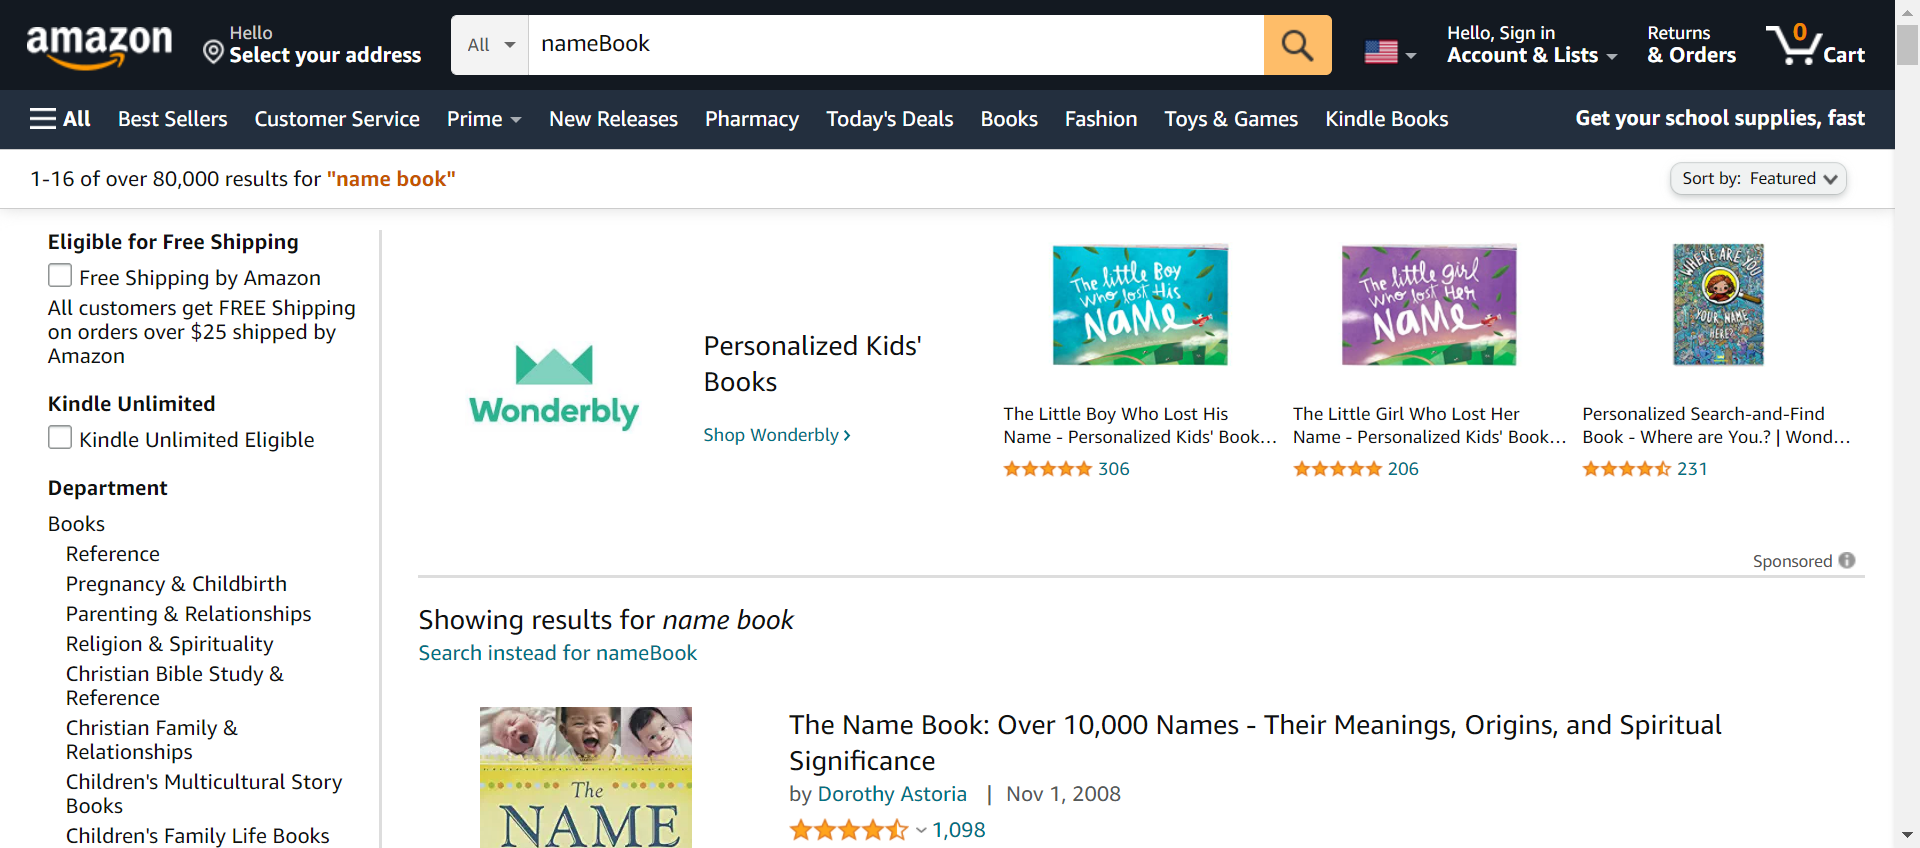 amazon
Hello
Select your address
All
nameBook
Hello, Sign in
Account & Lists
Returns
& Orders
0
Cart
All
Best Sellers
Customer Service
Prime
New Releases
Pharmacy
Today's Deals
Books
Fashion
Toys & Games
Kindle Books
Get your school supplies, fast
1-16 of over 80,000 results for "name book"
Sort by: Featured
Eligible for Free Shipping
Free Shipping by Amazon
All customers get FREE Shipping
on orders over $25 shipped by
Amazon
Kindle Unlimited
Kindle Unlimited Eligible
Department
Books
Reference
Pregnancy & Childbirth
Parenting & Relationships
Religion & Spirituality
Christian Bible Study &
Reference
Christian Family &
Relationships
Children's Multicultural Story
Books
Children's Family Life Books
Wonderbly
Personalized Kids'
Books
Shop Wonderbly ›
The little Boy
Who lost His
NaMe
The Little Boy Who Lost His
Name - Personalized Kids' Book…
306
The little girl
Who lost Her
NaMe
The Little Girl Who Lost Her
Name - Personalized Kids' Book…
206
WHERE ARE YOU
YOUR NAME
HERE?
Personalized Search-and-Find
Book - Where are You.? | Wond…
231
Sponsored
Showing results for name book
Search instead for nameBook
The
NAME
The Name Book: Over 10,000 Names - Their Meanings, Origins, and Spiritual
Significance
by Dorothy Astoria | Nov 1, 2008
1,098